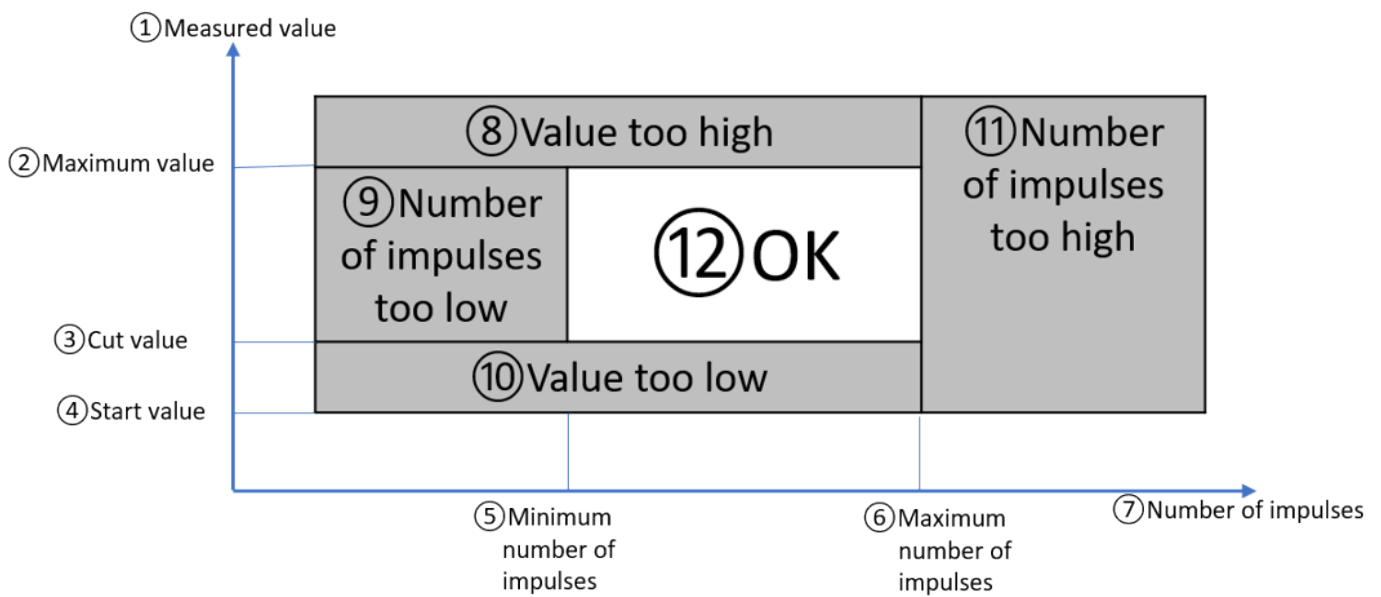 ①Measured value
⑧Value too high
⑪Number
of impulses
too high
②Maximum value
⑨Number
of impulses
too low
⑫OK
③Cut value
⑩Value too low
④Start value
⑤Minimum
number of
impulses
⑥Maximum
number of
impulses
⑦Number of impulses